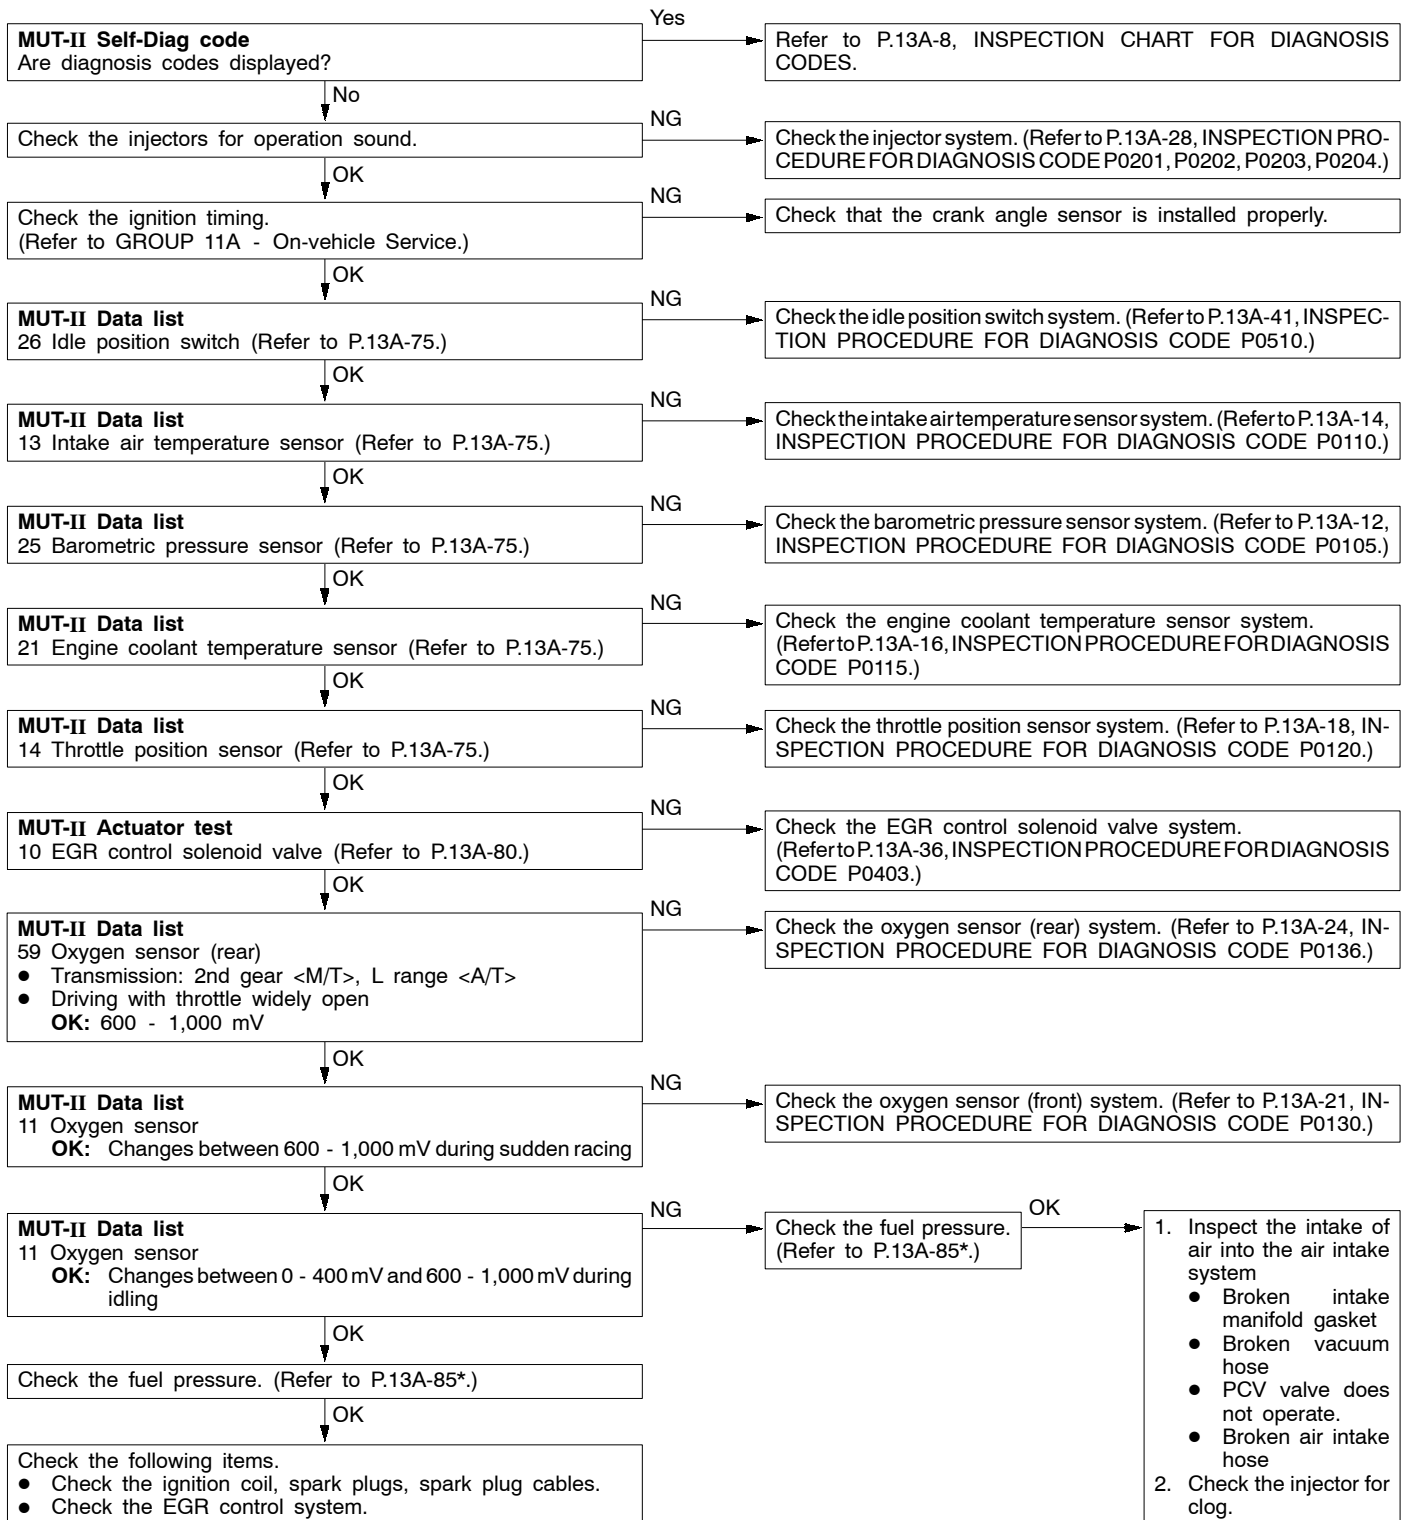 MUT-II Self-Diag code
Are diagnosis codes displayed?
Yes
Refer to P.13A-8, INSPECTION CHART FOR DIAGNOSIS
CODES.
No
Check the injectors for operation sound.
NG
Check the injector system. (Refer to P.13A-28, INSPECTION PRO-
CEDURE FOR DIAGNOSIS CODE P0201, P0202, P0203, P0204.)
OK
Check the ignition timing.
(Refer to GROUP 11A - On-vehicle Service.)
NG
Check that the crank angle sensor is installed properly.
OK
MUT-II Data list
26 Idle position switch (Refer to P.13A-75.)
NG
Check the idle position switch system. (Refer to P.13A-41, INSPEC-
TION PROCEDURE FOR DIAGNOSIS CODE P0510.)
OK
MUT-II Data list
13 Intake air temperature sensor (Refer to P.13A-75.)
NG
Check the intake air temperature sensor system. (Refer to P.13A-14,
INSPECTION PROCEDURE FOR DIAGNOSIS CODE P0110.)
OK
MUT-II Data list
25 Barometric pressure sensor (Refer to P.13A-75.)
NG
Check the barometric pressure sensor system. (Refer to P.13A-12,
INSPECTION PROCEDURE FOR DIAGNOSIS CODE P0105.)
OK
MUT-II Data list
21 Engine coolant temperature sensor (Refer to P.13A-75.)
NG
Check the engine coolant temperature sensor system.
(Refer to P.13A-16, INSPECTION PROCEDURE FOR DIAGNOSIS
CODE P0115.)
OK
MUT-II Data list
14 Throttle position sensor (Refer to P.13A-75.)
NG
Check the throttle position sensor system. (Refer to P.13A-18, IN-
SPECTION PROCEDURE FOR DIAGNOSIS CODE P0120.)
OK
MUT-II Actuator test
10 EGR control solenoid valve (Refer to P.13A-80.)
NG
Check the EGR control solenoid valve system.
(Refer to P.13A-36, INSPECTION PROCEDURE FOR DIAGNOSIS
CODE P0403.)
OK
MUT-II Data list
59 Oxygen sensor (rear)
● Transmission: 2nd gear <M/T>, L range <A/T>
● Driving with throttle widely open
OK: 600 - 1,000 mV
NG
Check the oxygen sensor (rear) system. (Refer to P.13A-24, IN-
SPECTION PROCEDURE FOR DIAGNOSIS CODE P0136.)
OK
MUT-II Data list
11 Oxygen sensor
OK: Changes between 600 - 1,000 mV during sudden racing
NG
Check the oxygen sensor (front) system. (Refer to P.13A-21, IN-
SPECTION PROCEDURE FOR DIAGNOSIS CODE P0130.)
OK
MUT-II Data list
11 Oxygen sensor
OK: Changes between 0 - 400 mV and 600 - 1,000 mV during
idling
NG
Check the fuel pressure.
(Refer to P.13A-85*.)
OK
1. Inspect the intake of
air into the air intake
system
● Broken intake
manifold gasket
● Broken vacuum
hose
● PCV valve does
not operate.
● Broken air intake
hose
2. Check the injector for
clog.
OK
Check the fuel pressure. (Refer to P.13A-85*.)
OK
Check the following items.
● Check the ignition coil, spark plugs, spark plug cables.
● Check the EGR control system.